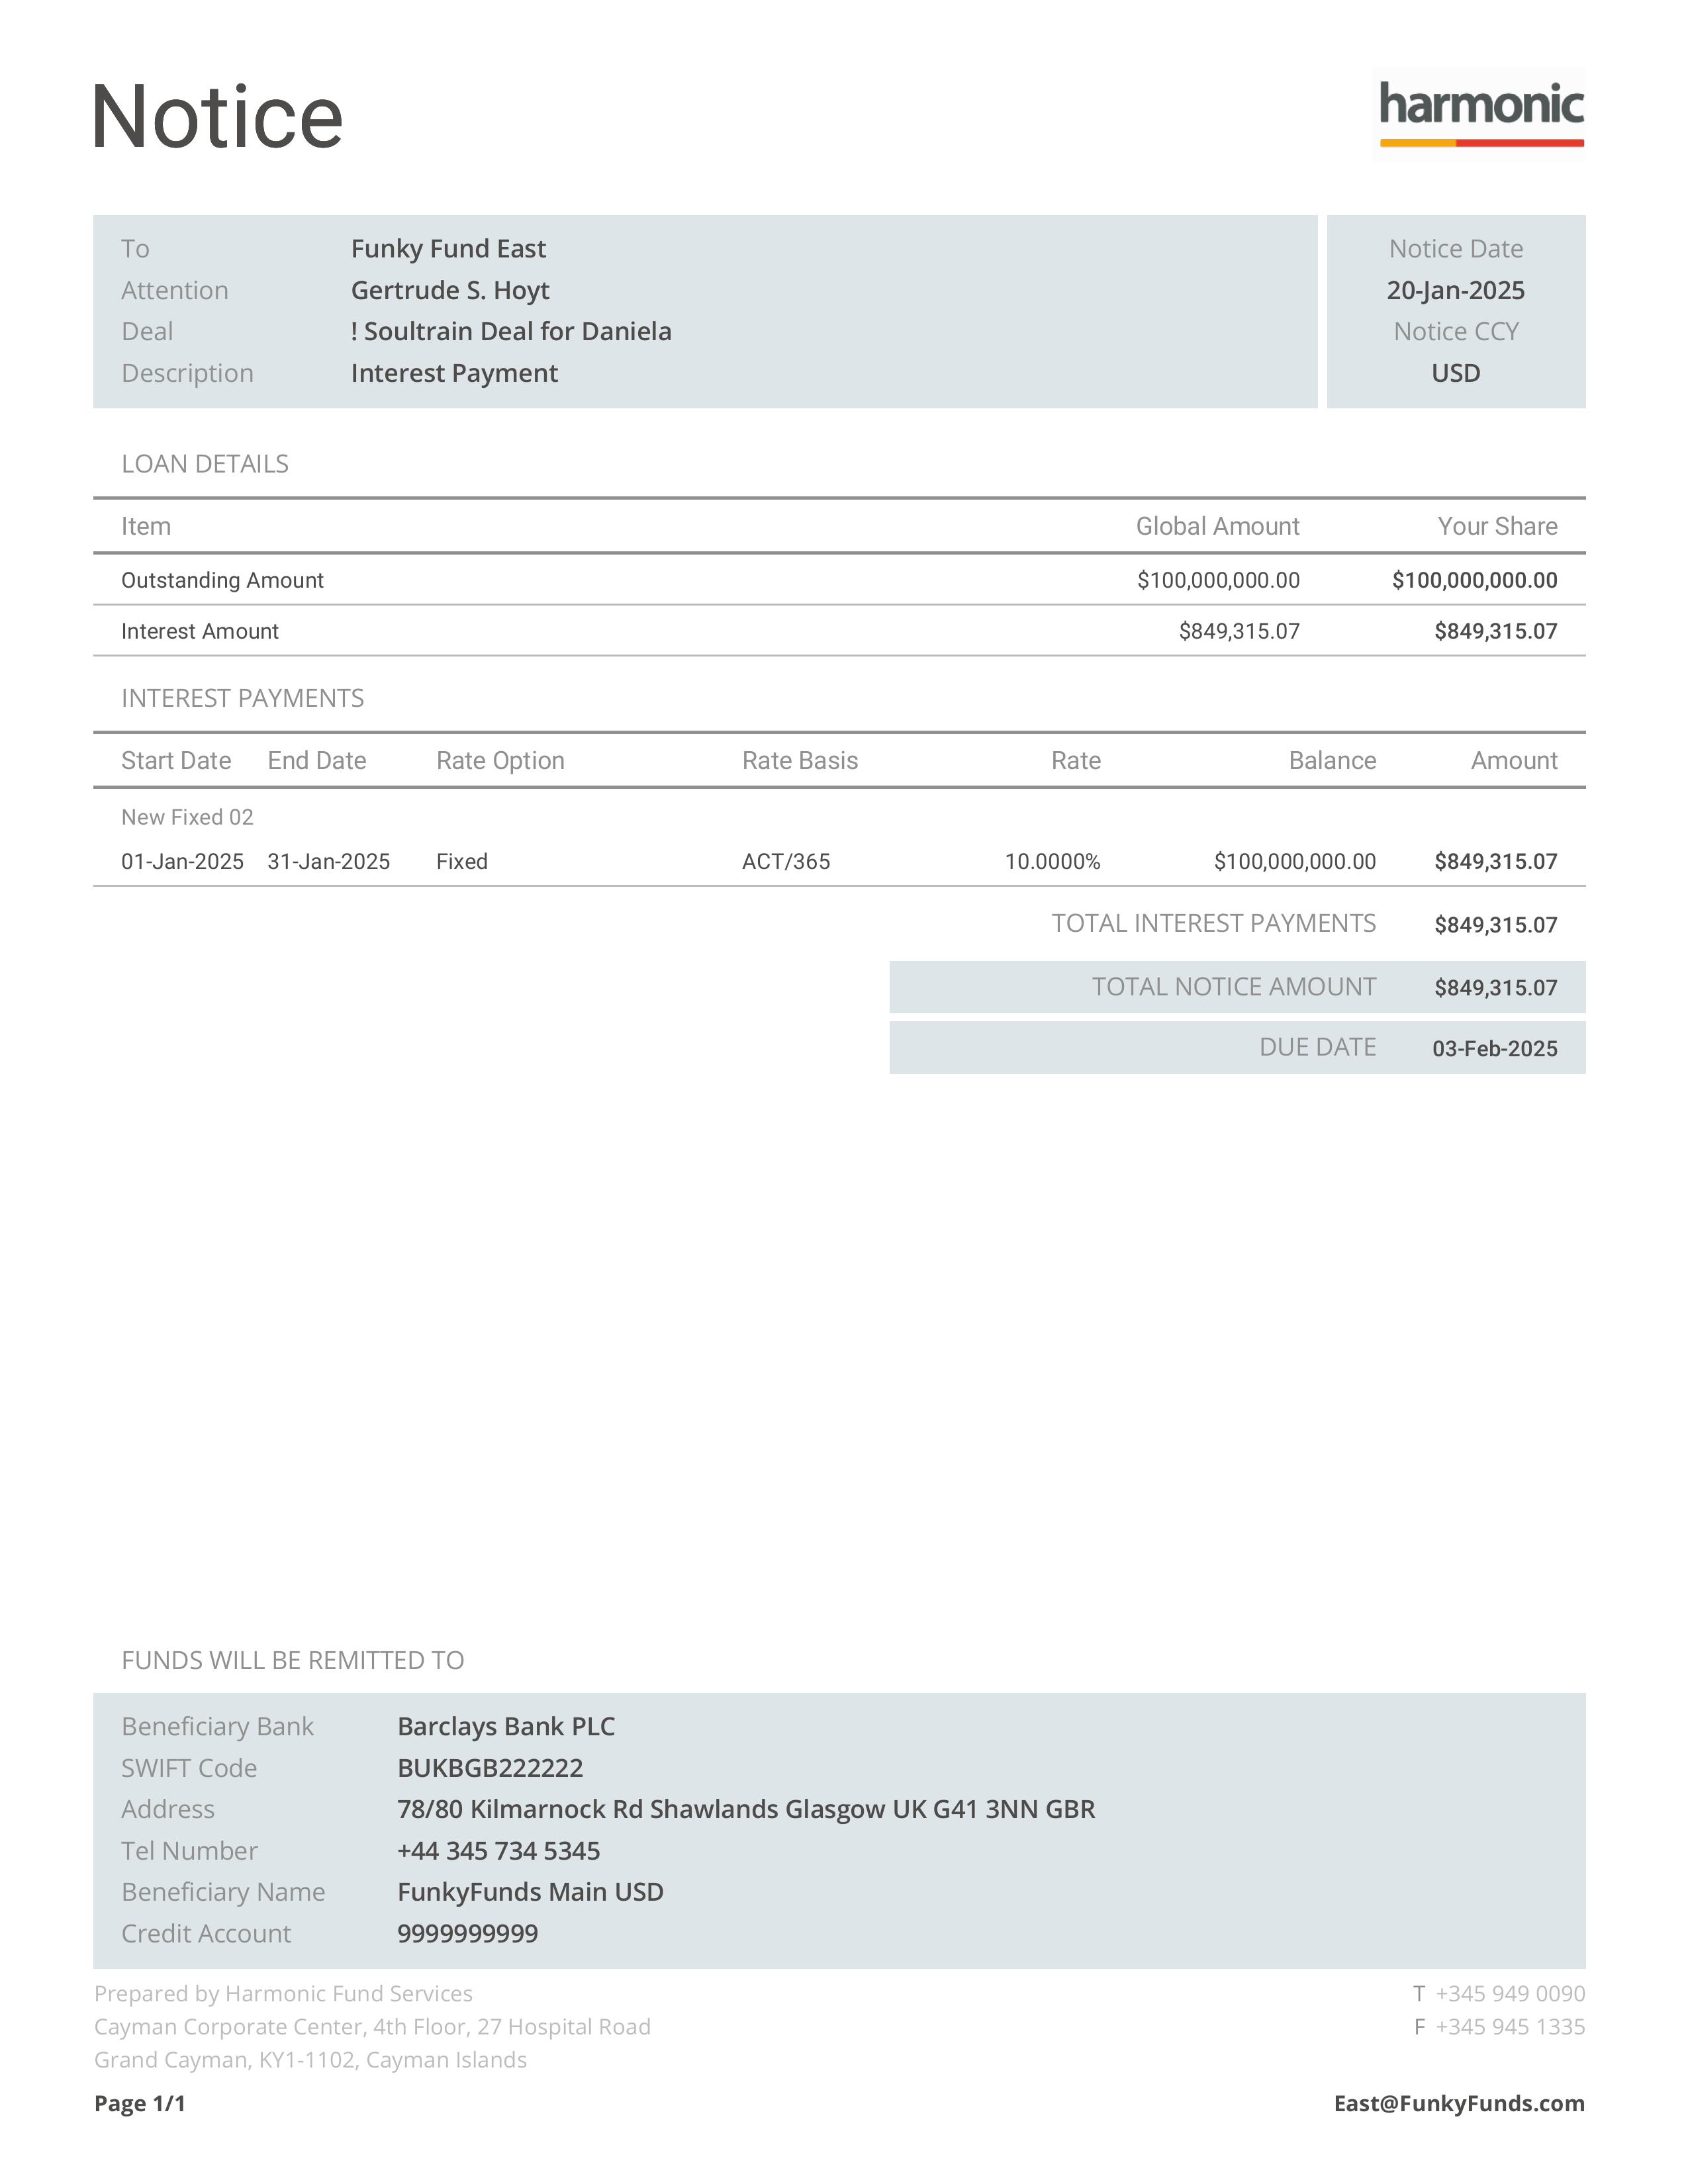 Notice
harmonic
To Funky Fund East
Attention Gertrude S. Hoyt
Deal ! Soultrain Deal for Daniela
Description Interest Payment
Notice Date
20-Jan-2025
Notice CCY
USD
LOAN DETAILS
Item Global Amount Your Share
Outstanding Amount $100,000,000.00 $100,000,000.00
Interest Amount $849,315.07 $849,315.07
INTEREST PAYMENTS
Start Date End Date Rate Option Rate Basis Rate Balance Amount
New Fixed 02
01-Jan-2025 31-Jan-2025 Fixed ACT/365 10.0000% $100,000,000.00 $849,315.07
TOTAL INTEREST PAYMENTS $849,315.07
TOTAL NOTICE AMOUNT $849,315.07
DUE DATE 03-Feb-2025
FUNDS WILL BE REMITTED TO
Beneficiary Bank Barclays Bank PLC
SWIFT Code BUKBGB222222
Address 78/80 Kilmarnock Rd Shawlands Glasgow UK G41 3NN GBR
Tel Number +44 345 734 5345
Beneficiary Name FunkyFunds Main USD
Credit Account 9999999999
Prepared by Harmonic Fund Services T +345 949 0090
Cayman Corporate Center, 4th Floor, 27 Hospital Road F +345 945 1335
Grand Cayman, KY1-1102, Cayman Islands
Page 1/1 East@FunkyFunds.com